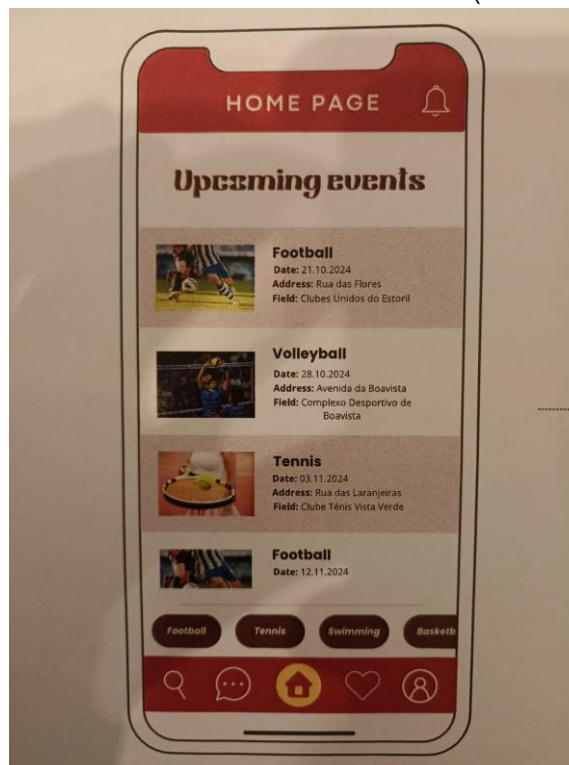 HOME PAGE
Upcoming events
Football
Date: 21.10.2024
Address: Rua das Flores
Field: Clubes Unidos do Estoril
Volleyball
Date: 28.10.2024
Address: Avenida da Boavista
Field: Complexo Desportivo de
Boavista
Tennis
Date: 03.11.2024
Address: Rua das Laranjeiras
Field: Clube Ténis Vista Verde
Football
Date: 12.11.2024
Football Tennis Swimming Basketb